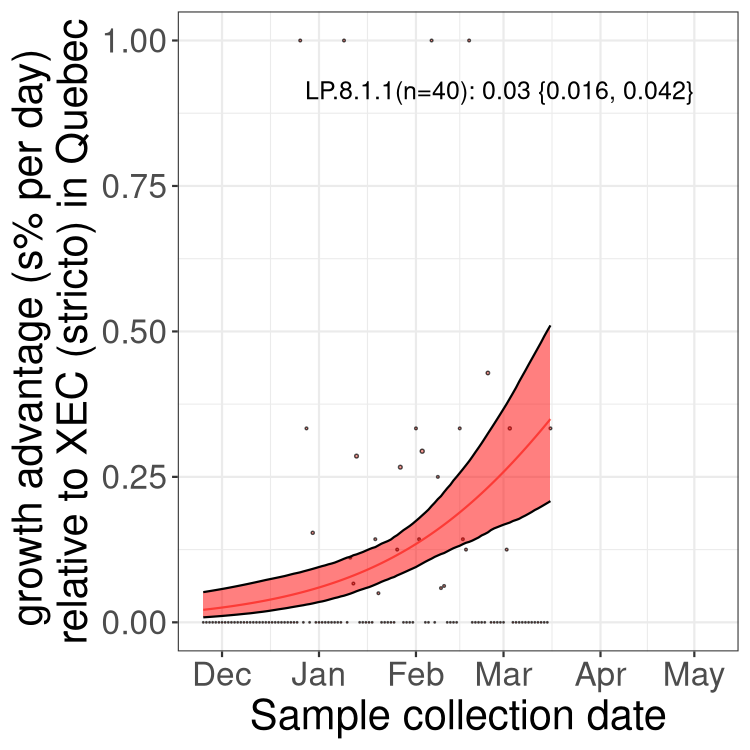 growth advantage (s% per day)
relative to XEC (stricto) in Quebec
1.00
0.75
0.50
0.25
0.00
LP.8.1.1(n=40): 0.03 {0.016, 0.042}
Dec Jan Feb Mar Apr May
Sample collection date